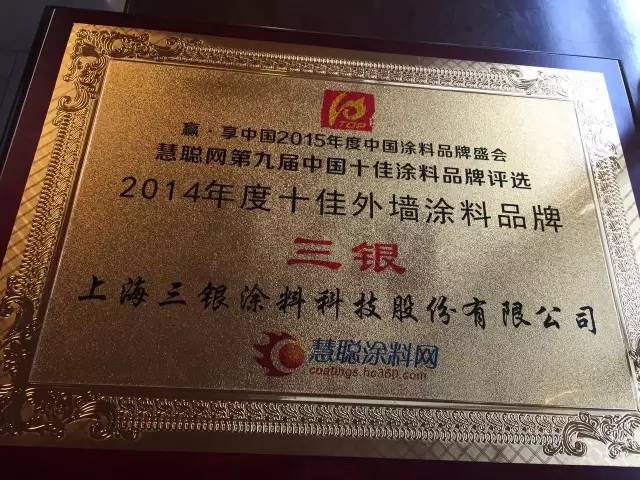 TOP
赢·享中国2015年度中国涂料品牌盛会
慧聪网第九届中国十佳涂料品牌评选
2014年度十佳外墙涂料品牌
三银
上海三银涂料科技股份有限公司
慧聪涂料网
coatings.hc360.com